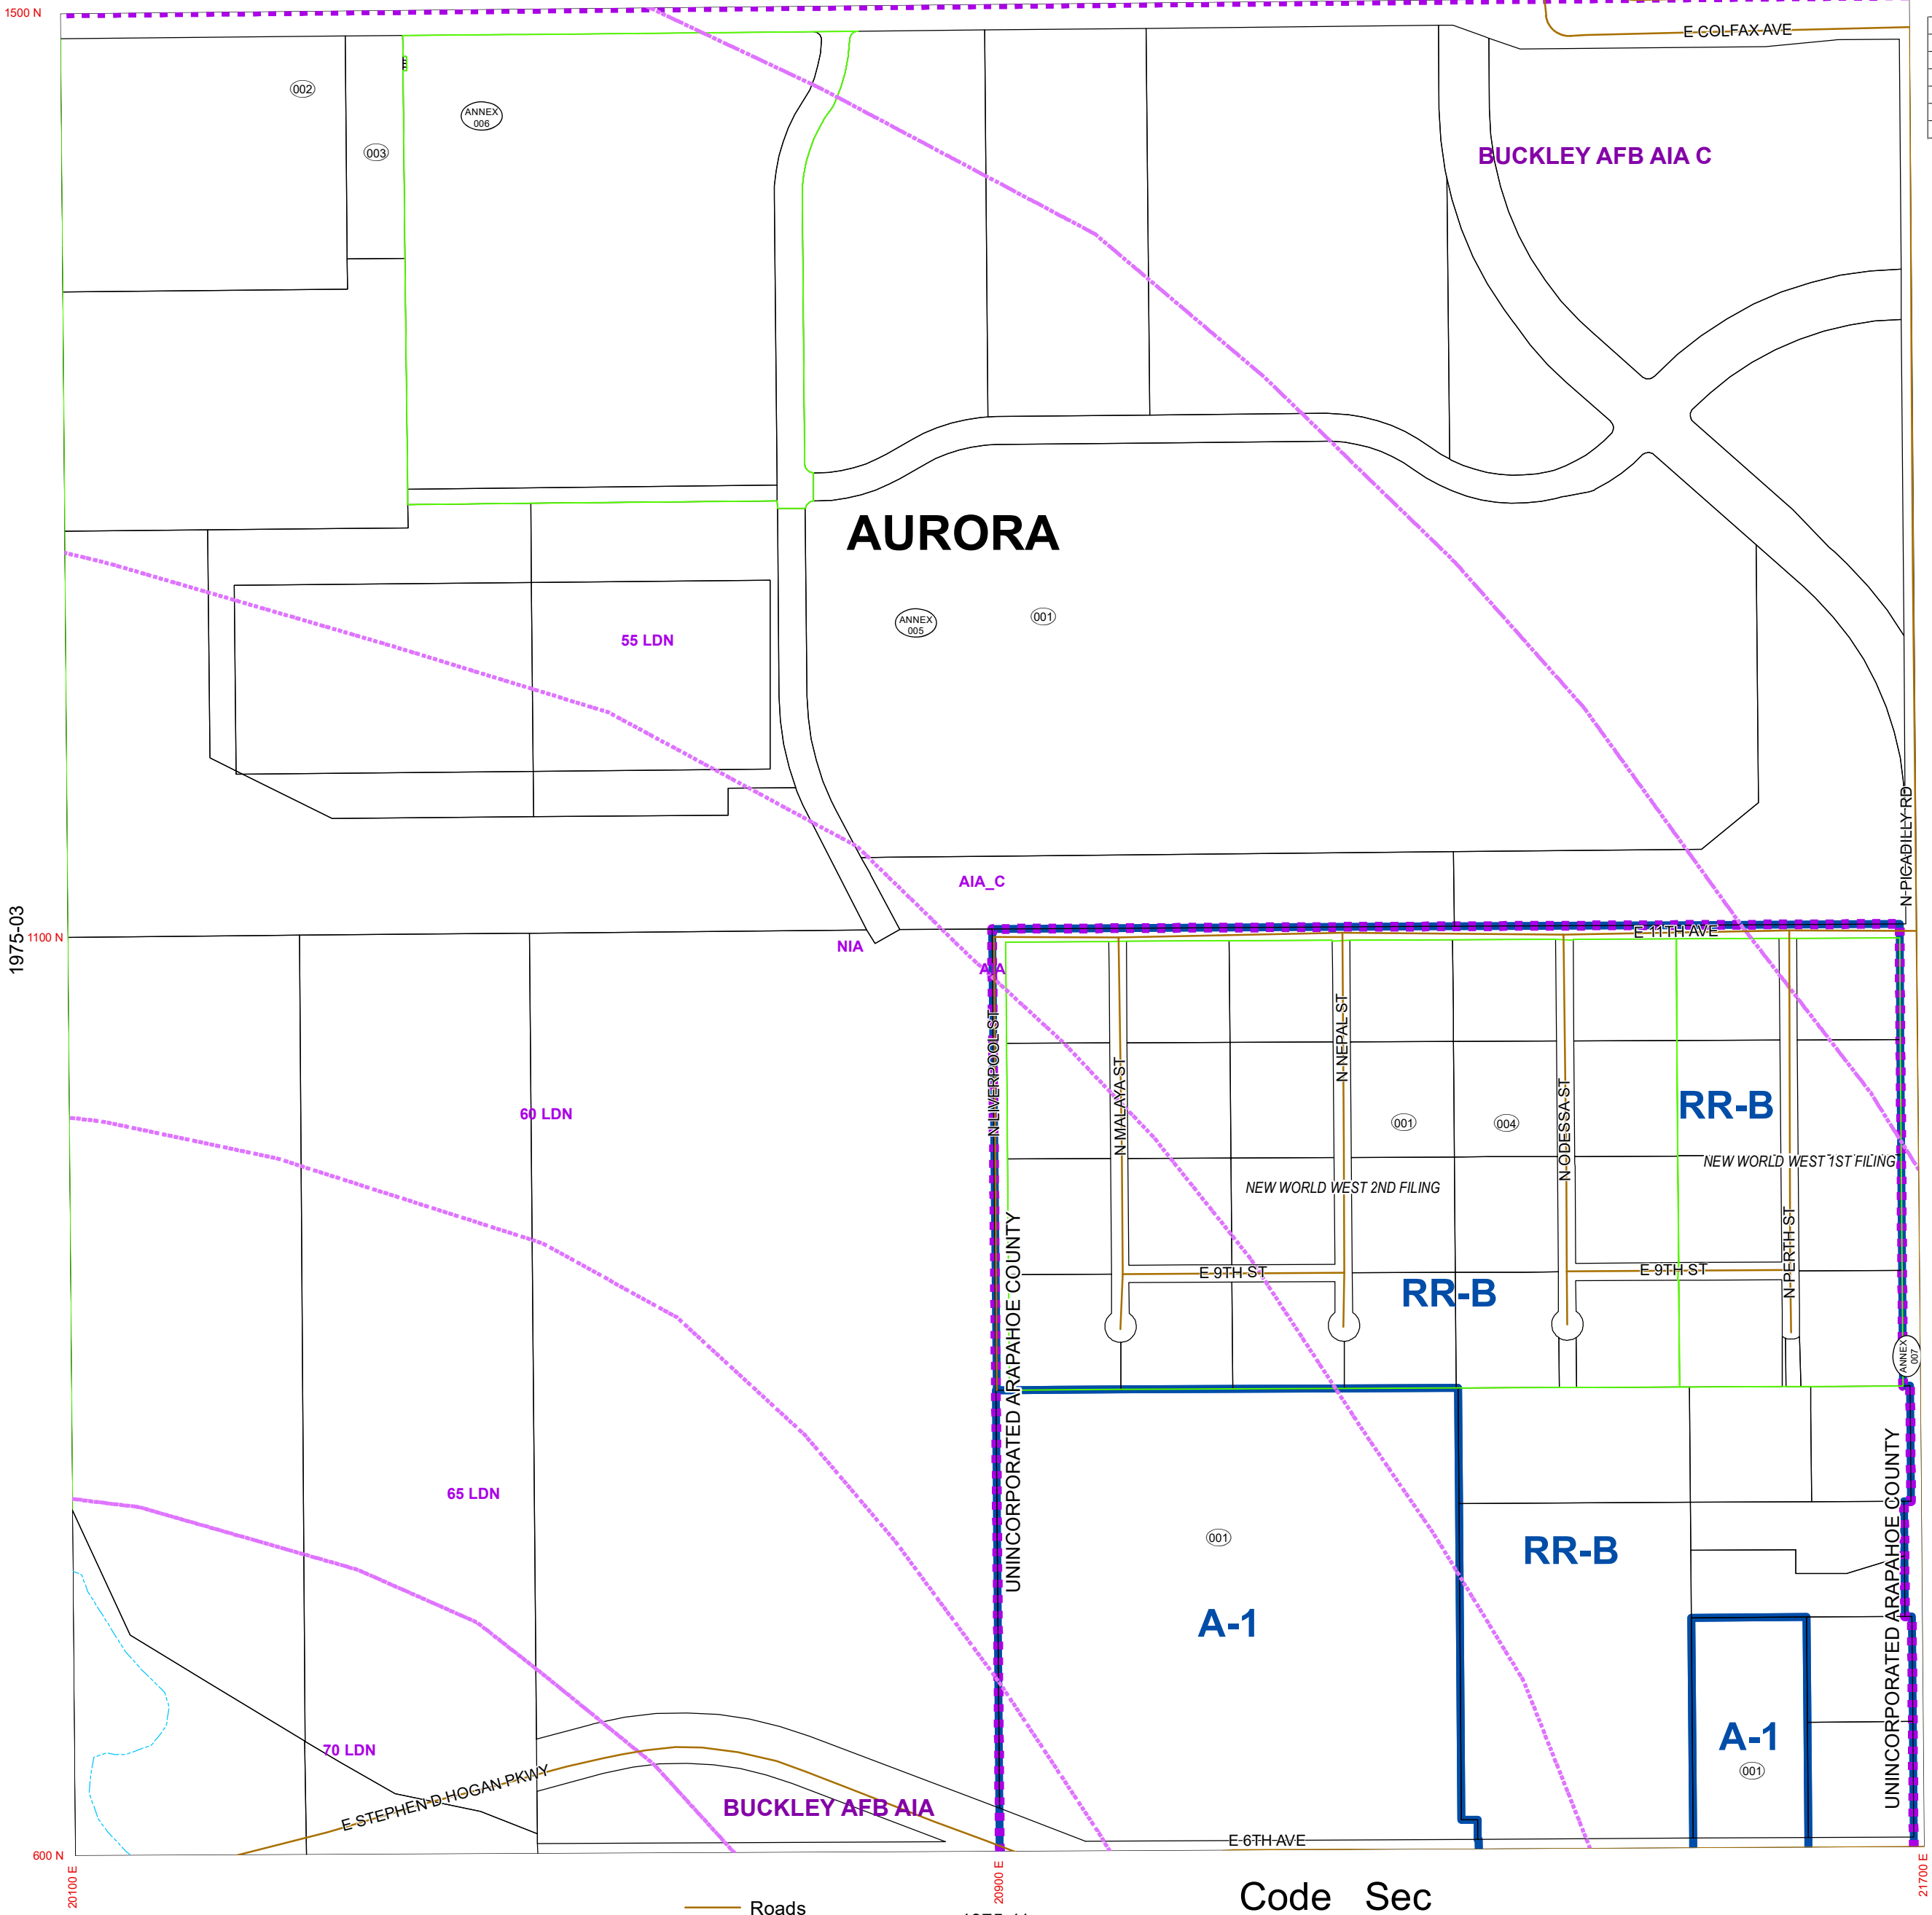 1500 N
E COLFAX AVE
002
ANNEX
006
003
BUCKLEY AFB AIA C
AURORA
ANNEX
005
001
55 LDN
N PICADILLY RD
AIA_C
1975-03
1100 N
NIA
E 11TH AVE
AIA
N LIVERPOOL ST
N MALAYA ST
N NEPAL ST
N ODESSA ST
60 LDN
001
004
RR-B
NEW WORLD WEST 1ST FILING
NEW WORLD WEST 2ND FILING
N PERTH ST
E 9TH ST
E 9TH ST
RR-B
ANNEX
007
UNINCORPORATED ARAPAHOE COUNTY
65 LDN
001
RR-B
UNINCORPORATED ARAPAHOE COUNTY
A-1
A-1
001
70 LDN
E STEPHEN D HOGAN PKWY
BUCKLEY AFB AIA
E 6TH AVE
600 N
20100 E
20900 E
21700 E
Code Sec
Roads